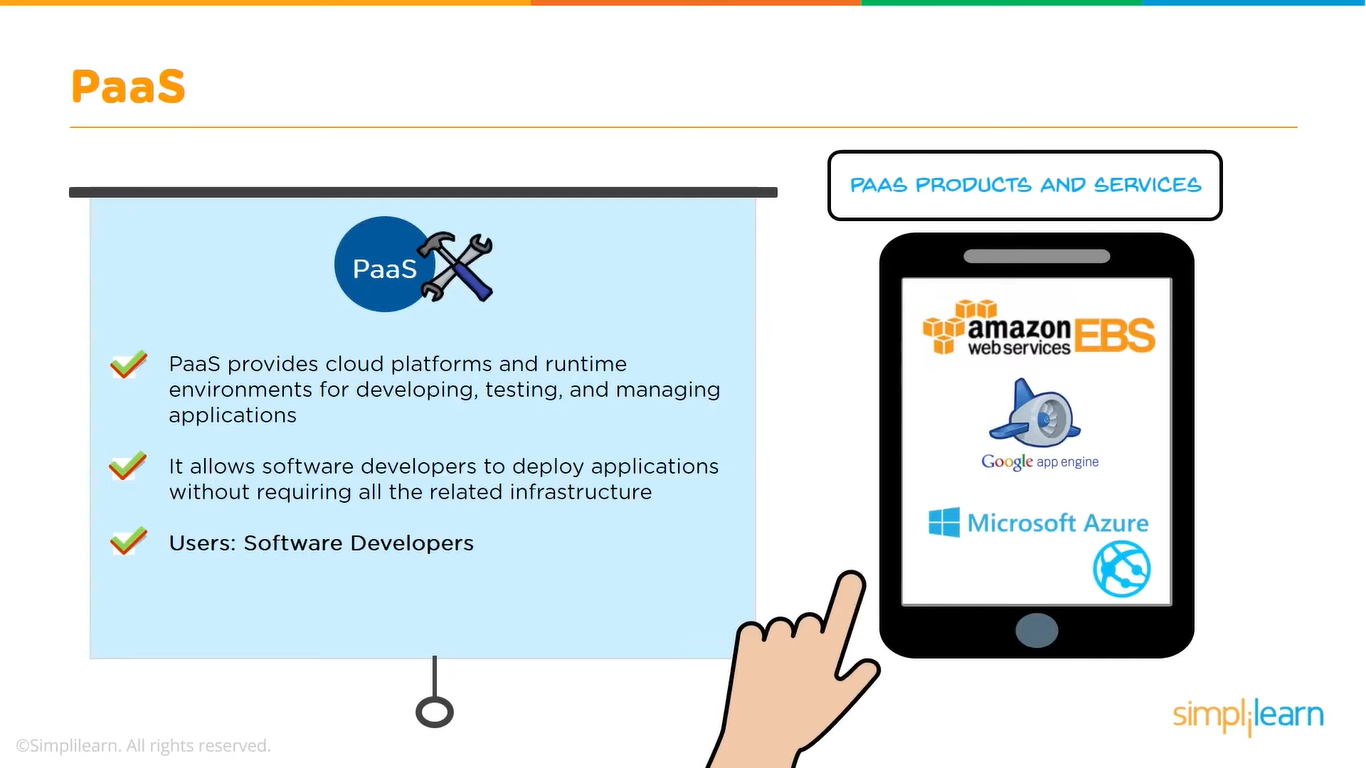 PaaS
PAAS PRODUCTS AND SERVICES
PaaS
PaaS provides cloud platforms and runtime
environments for developing, testing, and managing
applications
It allows software developers to deploy applications
without requiring all the related infrastructure
Users: Software Developers
amazon
webservices
EBS
Google app engine
Microsoft Azure
simplilearn
©Simplilearn. All rights reserved.